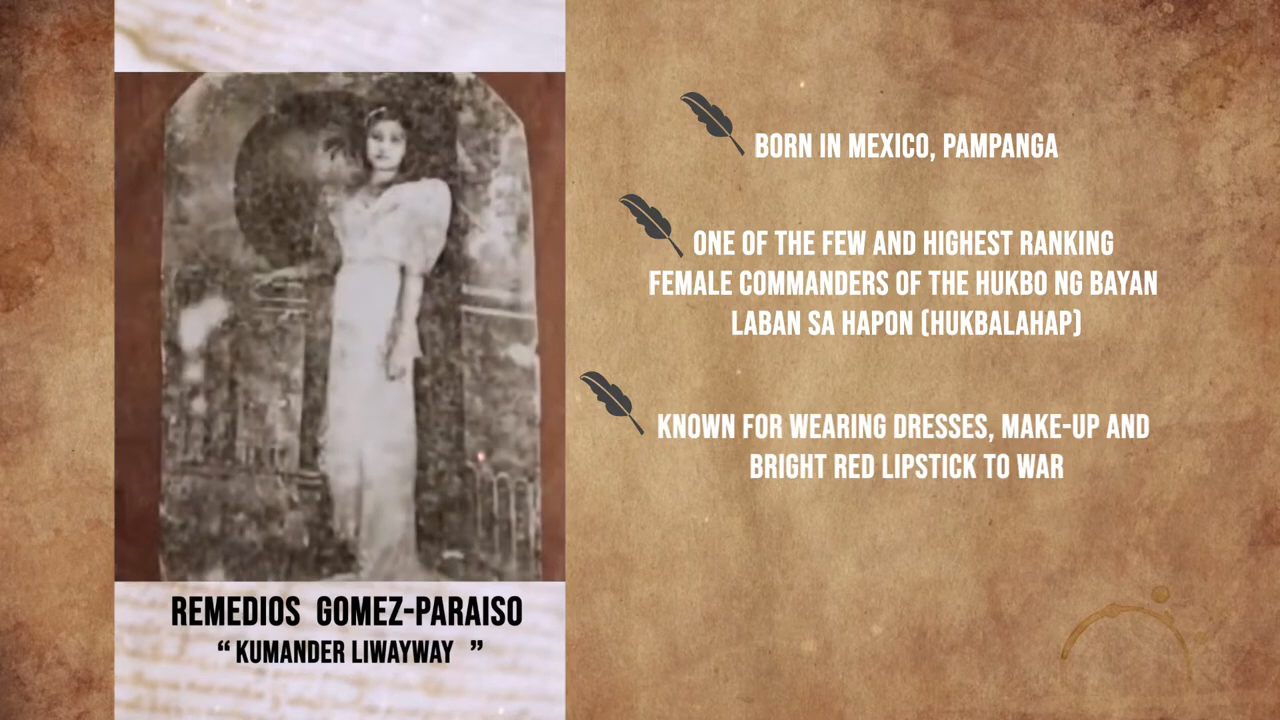 BORN IN MEXICO, PAMPANGA
ONE OF THE FEW AND HIGHEST RANKING
FEMALE COMMANDERS OF THE HUKBO NG BAYAN
LABAN SA HAPON (HUKBALAHAP)
KNOWN FOR WEARING DRESSES, MAKE-UP AND
BRIGHT RED LIPSTICK TO WAR
REMEDIOS GOMEZ-PARAISO
“ KUMANDER LIWAYWAY ”